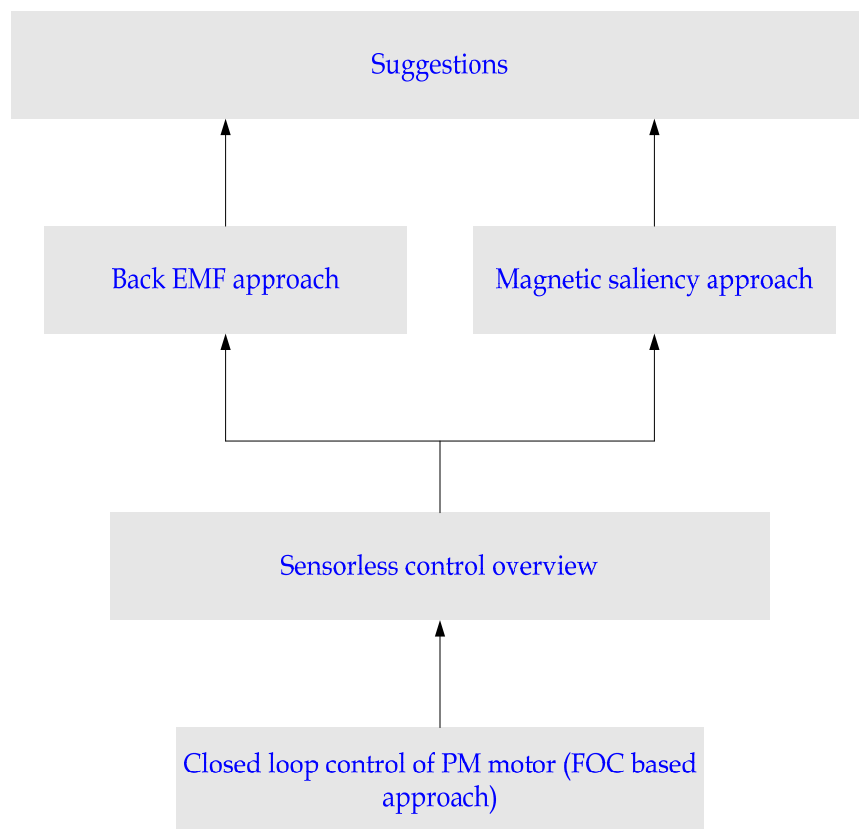 Suggestions
Back EMF approach
Magnetic saliency approach
Sensorless control overview
Closed loop control of PM motor (FOC based
approach)